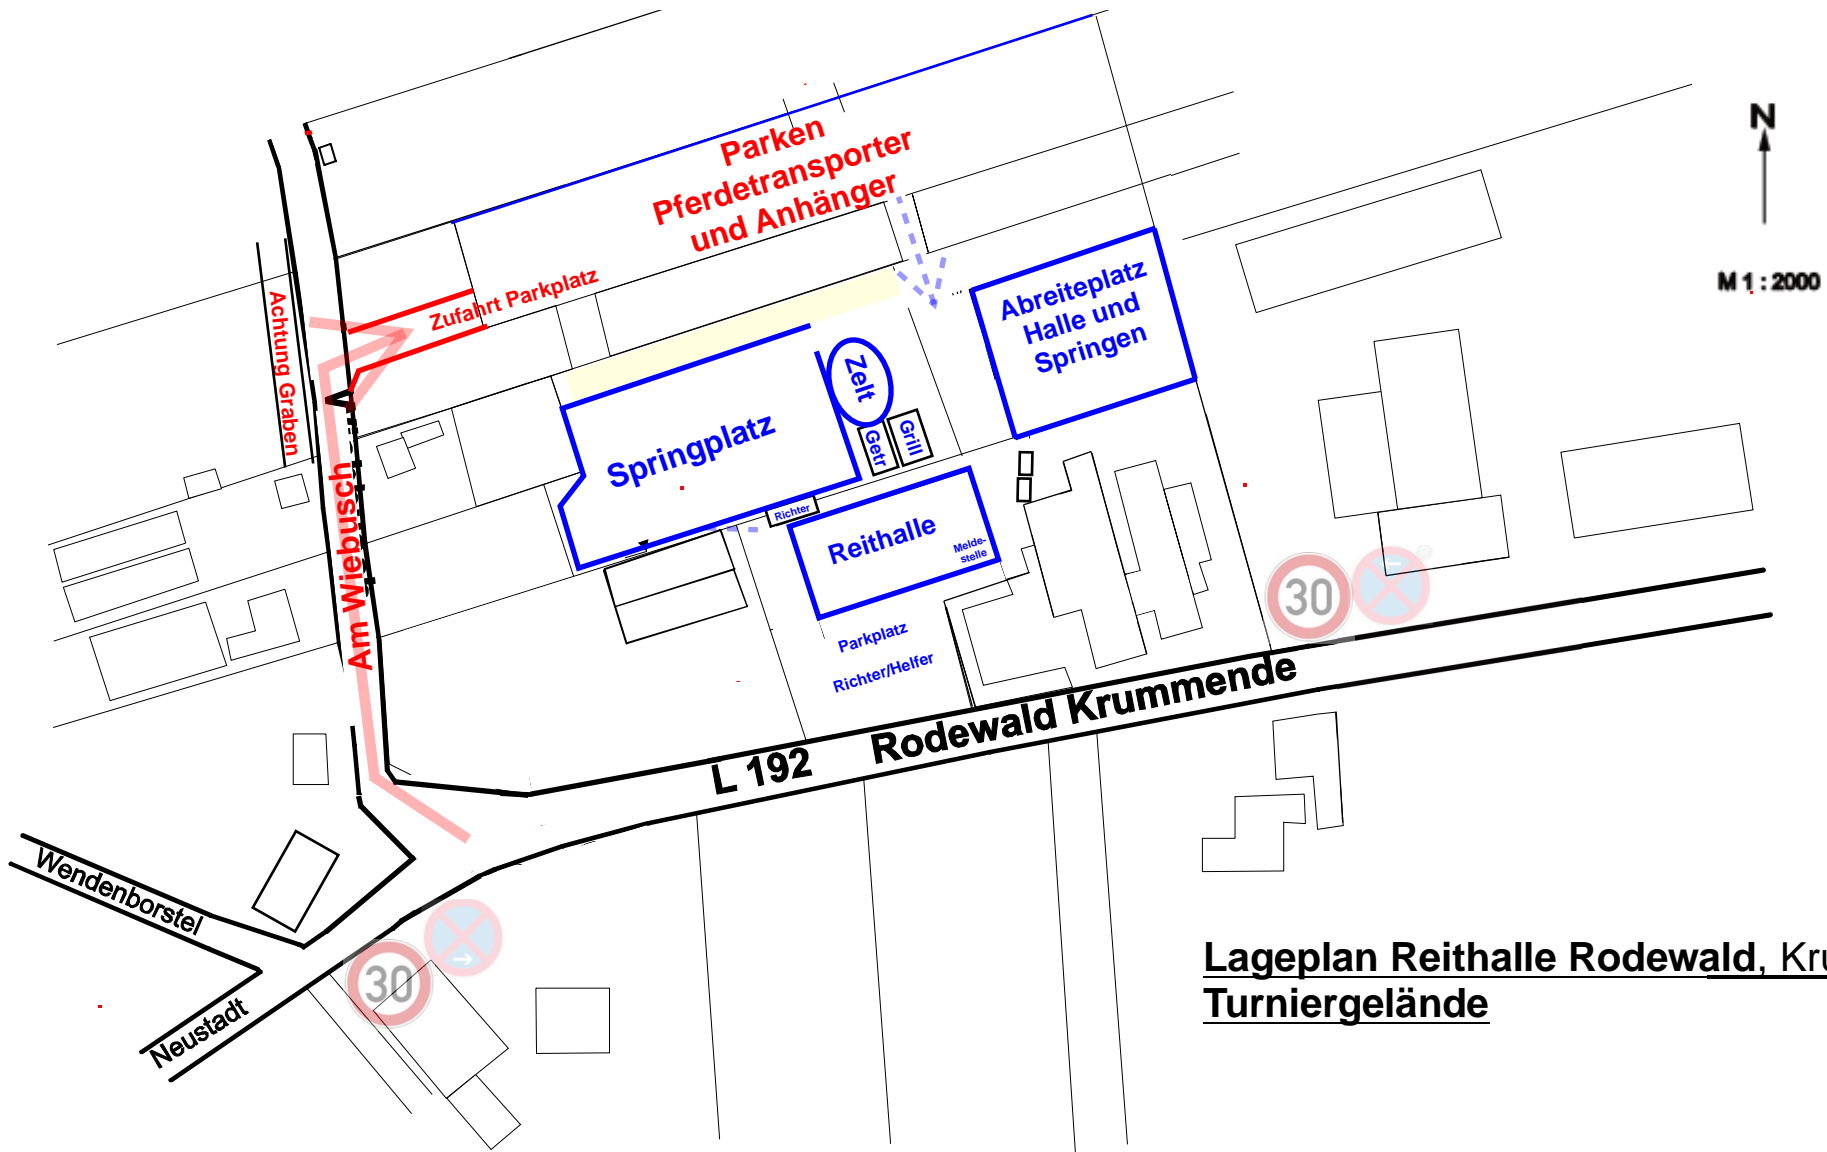 N
M 1 : 2000
Parken
Pferdetransporter
und Anhänger
Zufahrt Parkplatz
Achtung Graben
Am Wiebusch
Abreiteplatz
Halle und
Springen
Zelt
Getr
Grill
Springplatz
Richter
Reithalle
Melde-
stelle
Parkplatz
Richter/Helfer
30
L 192 Rodewald Krummende
Wendenborstel
Neustadt
30
Lageplan Reithalle Rodewald, Kru
Turniergelände